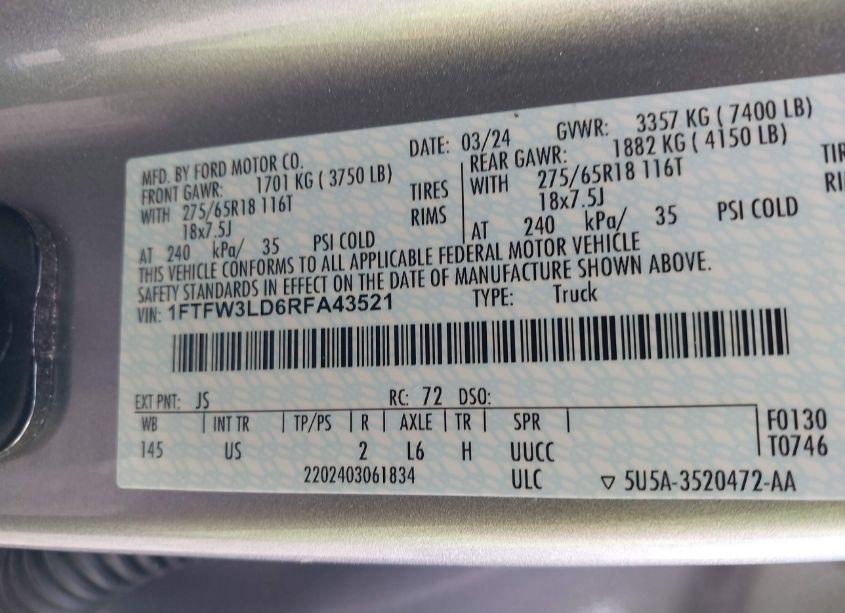 MFD. BY FORD MOTOR CO.
DATE: 03/24 GVWR: 3357 KG ( 7400 LB)
FRONT GAWR: 1701 KG ( 3750 LB)
REAR GAWR: 1882 KG ( 4150 LB)
WITH 275/65R18 116T TIRES
WITH 275/65R18 116T
18x7.5J RIMS
18x7.5J
AT 240 kPa/ 35 PSI COLD
AT 240 kPa/ 35 PSI COLD
THIS VEHICLE CONFORMS TO ALL APPLICABLE FEDERAL MOTOR VEHICLE
SAFETY STANDARDS IN EFFECT ON THE DATE OF MANUFACTURE SHOWN ABOVE.
VIN: 1FTFW3LD6RFA43521 TYPE: Truck
EXT PNT: JS RC: 72 DSO:
WB | INT TR | TP/PS | R | AXLE | TR | SPR
145 US 2 L6 H UUCC
F0130
T0746
2202403061834 ULC ▽ 5U5A-3520472-AA